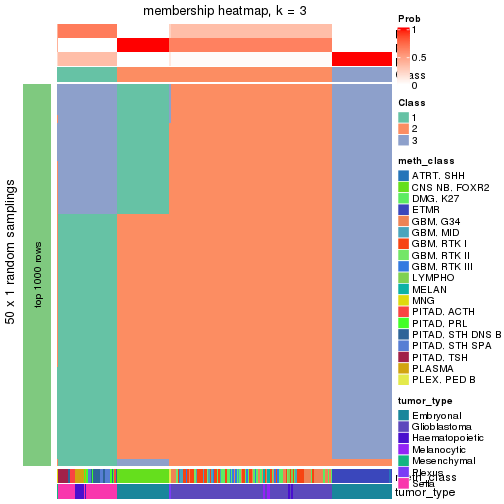 membership heatmap, k = 3
50 x 1 random samplings
top 1000 rows
Prob
1
0.5
0
Class
1
2
3
meth_class
ATRT. SHH
CNS NB. FOXR2
DMG. K27
ETMR
GBM. G34
GBM. MID
GBM. RTK I
GBM. RTK II
GBM. RTK III
LYMPHO
MELAN
MNG
PITAD. ACTH
PITAD. PRL
PITAD. STH DNS B
PITAD. STH SPA
PITAD. TSH
PLASMA
PLEX. PED B
tumor_type
Embryonal
Glioblastoma
Haematopoietic
Melanocytic
Mesenchymal
Plexus
Sella
meth_class
tumor_type